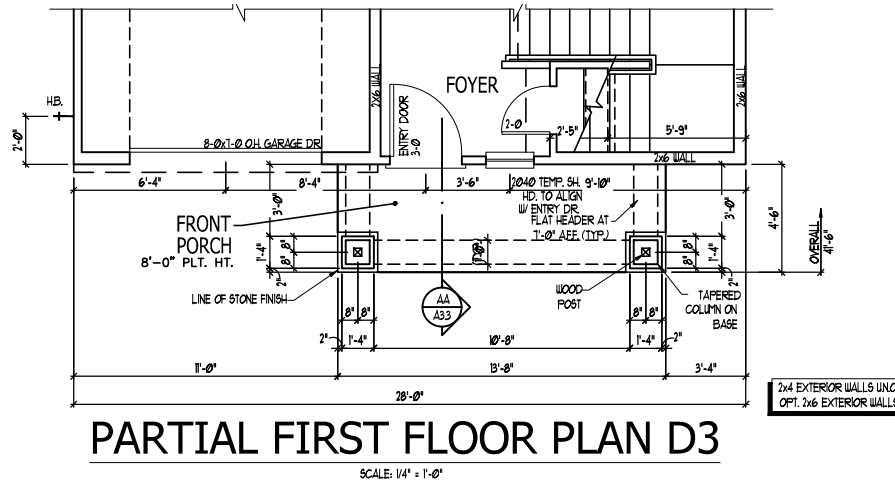 FOYER
H.B.
2x6 WALL
2x6 WALL
ENTRY DOOR
3-0
2-0
2'-5"
5'-9"
2'-0"
8-0x7-0 O.H. GARAGE DR.
2x6 WALL
6'-4"
8'-4"
3'-6"
9'-10"
2040 TEMP. SH.
HD. TO ALIGN
W/ ENTRY DR.
FLAT HEADER AT
7'-0" A.F.F. (TYP.)
3'-0"
3'-0"
4'-6"
OVERALL
41'-6"
FRONT
PORCH
8'-0" PLT. HT.
1'-4"
8"
8"
2"
1'-0"
(TYP.)
8"
8"
1'-4"
2"
LINE OF STONE FINISH
AA
A3.3
WOOD
POST
TAPERED
COLUMN ON
BASE
8"
8"
8"
8"
2"
1'-4"
10'-8"
1'-4"
2"
11'-0"
13'-8"
3'-4"
28'-0"
2x4 EXTERIOR WALLS U.N.O
OPT. 2x6 EXTERIOR WALLS
PARTIAL FIRST FLOOR PLAN D3
SCALE: 1/4" = 1'-0"